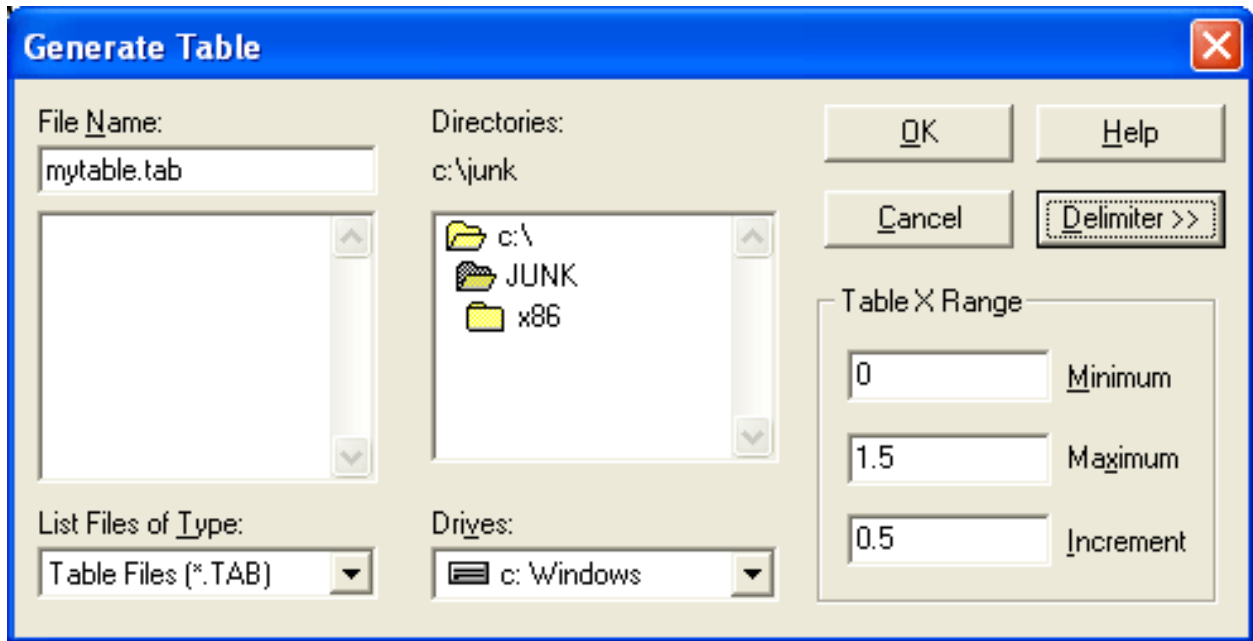 Generate Table
File Name:
mytable.tab
List Files of Type:
Table Files (*.TAB)
Directories:
c:\junk
c:\
JUNK
x86
Drives:
c: Windows
OK
Help
Cancel
Delimiter >>
Table X Range
0 Minimum
1.5 Maximum
0.5 Increment